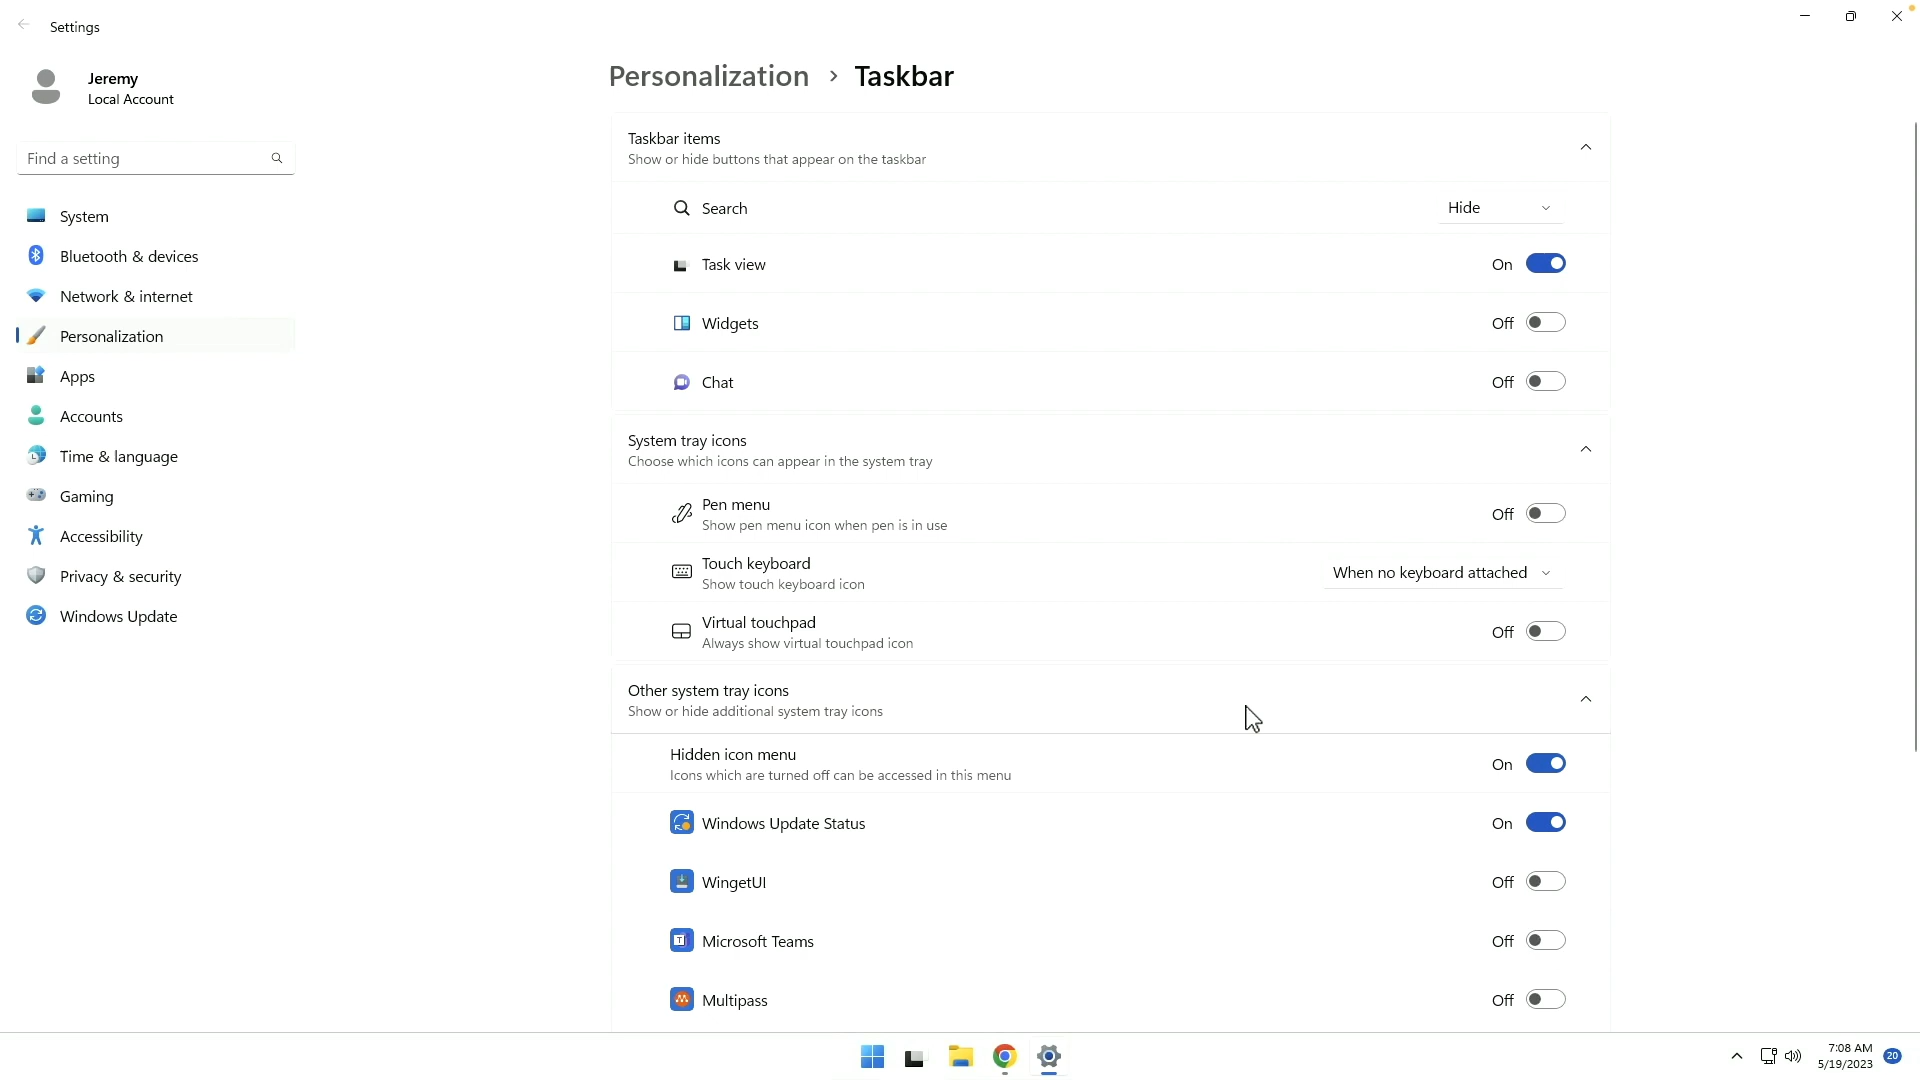 Settings
Jeremy
Local Account
Find a setting
System
Bluetooth & devices
Network & internet
Personalization
Apps
Accounts
Time & language
Gaming
Accessibility
Privacy & security
Windows Update
Personalization > Taskbar
Taskbar items
Show or hide buttons that appear on the taskbar
Search Hide
Task view On
Widgets Off
Chat Off
System tray icons
Choose which icons can appear in the system tray
Pen menu
Show pen menu icon when pen is in use
Off
Touch keyboard
Show touch keyboard icon
When no keyboard attached
Virtual touchpad
Always show virtual touchpad icon
Off
Other system tray icons
Show or hide additional system tray icons
Hidden icon menu
Icons which are turned off can be accessed in this menu
On
Windows Update Status On
WingetUI Off
Microsoft Teams Off
Multipass Off
7:08 AM
5/19/2023
20